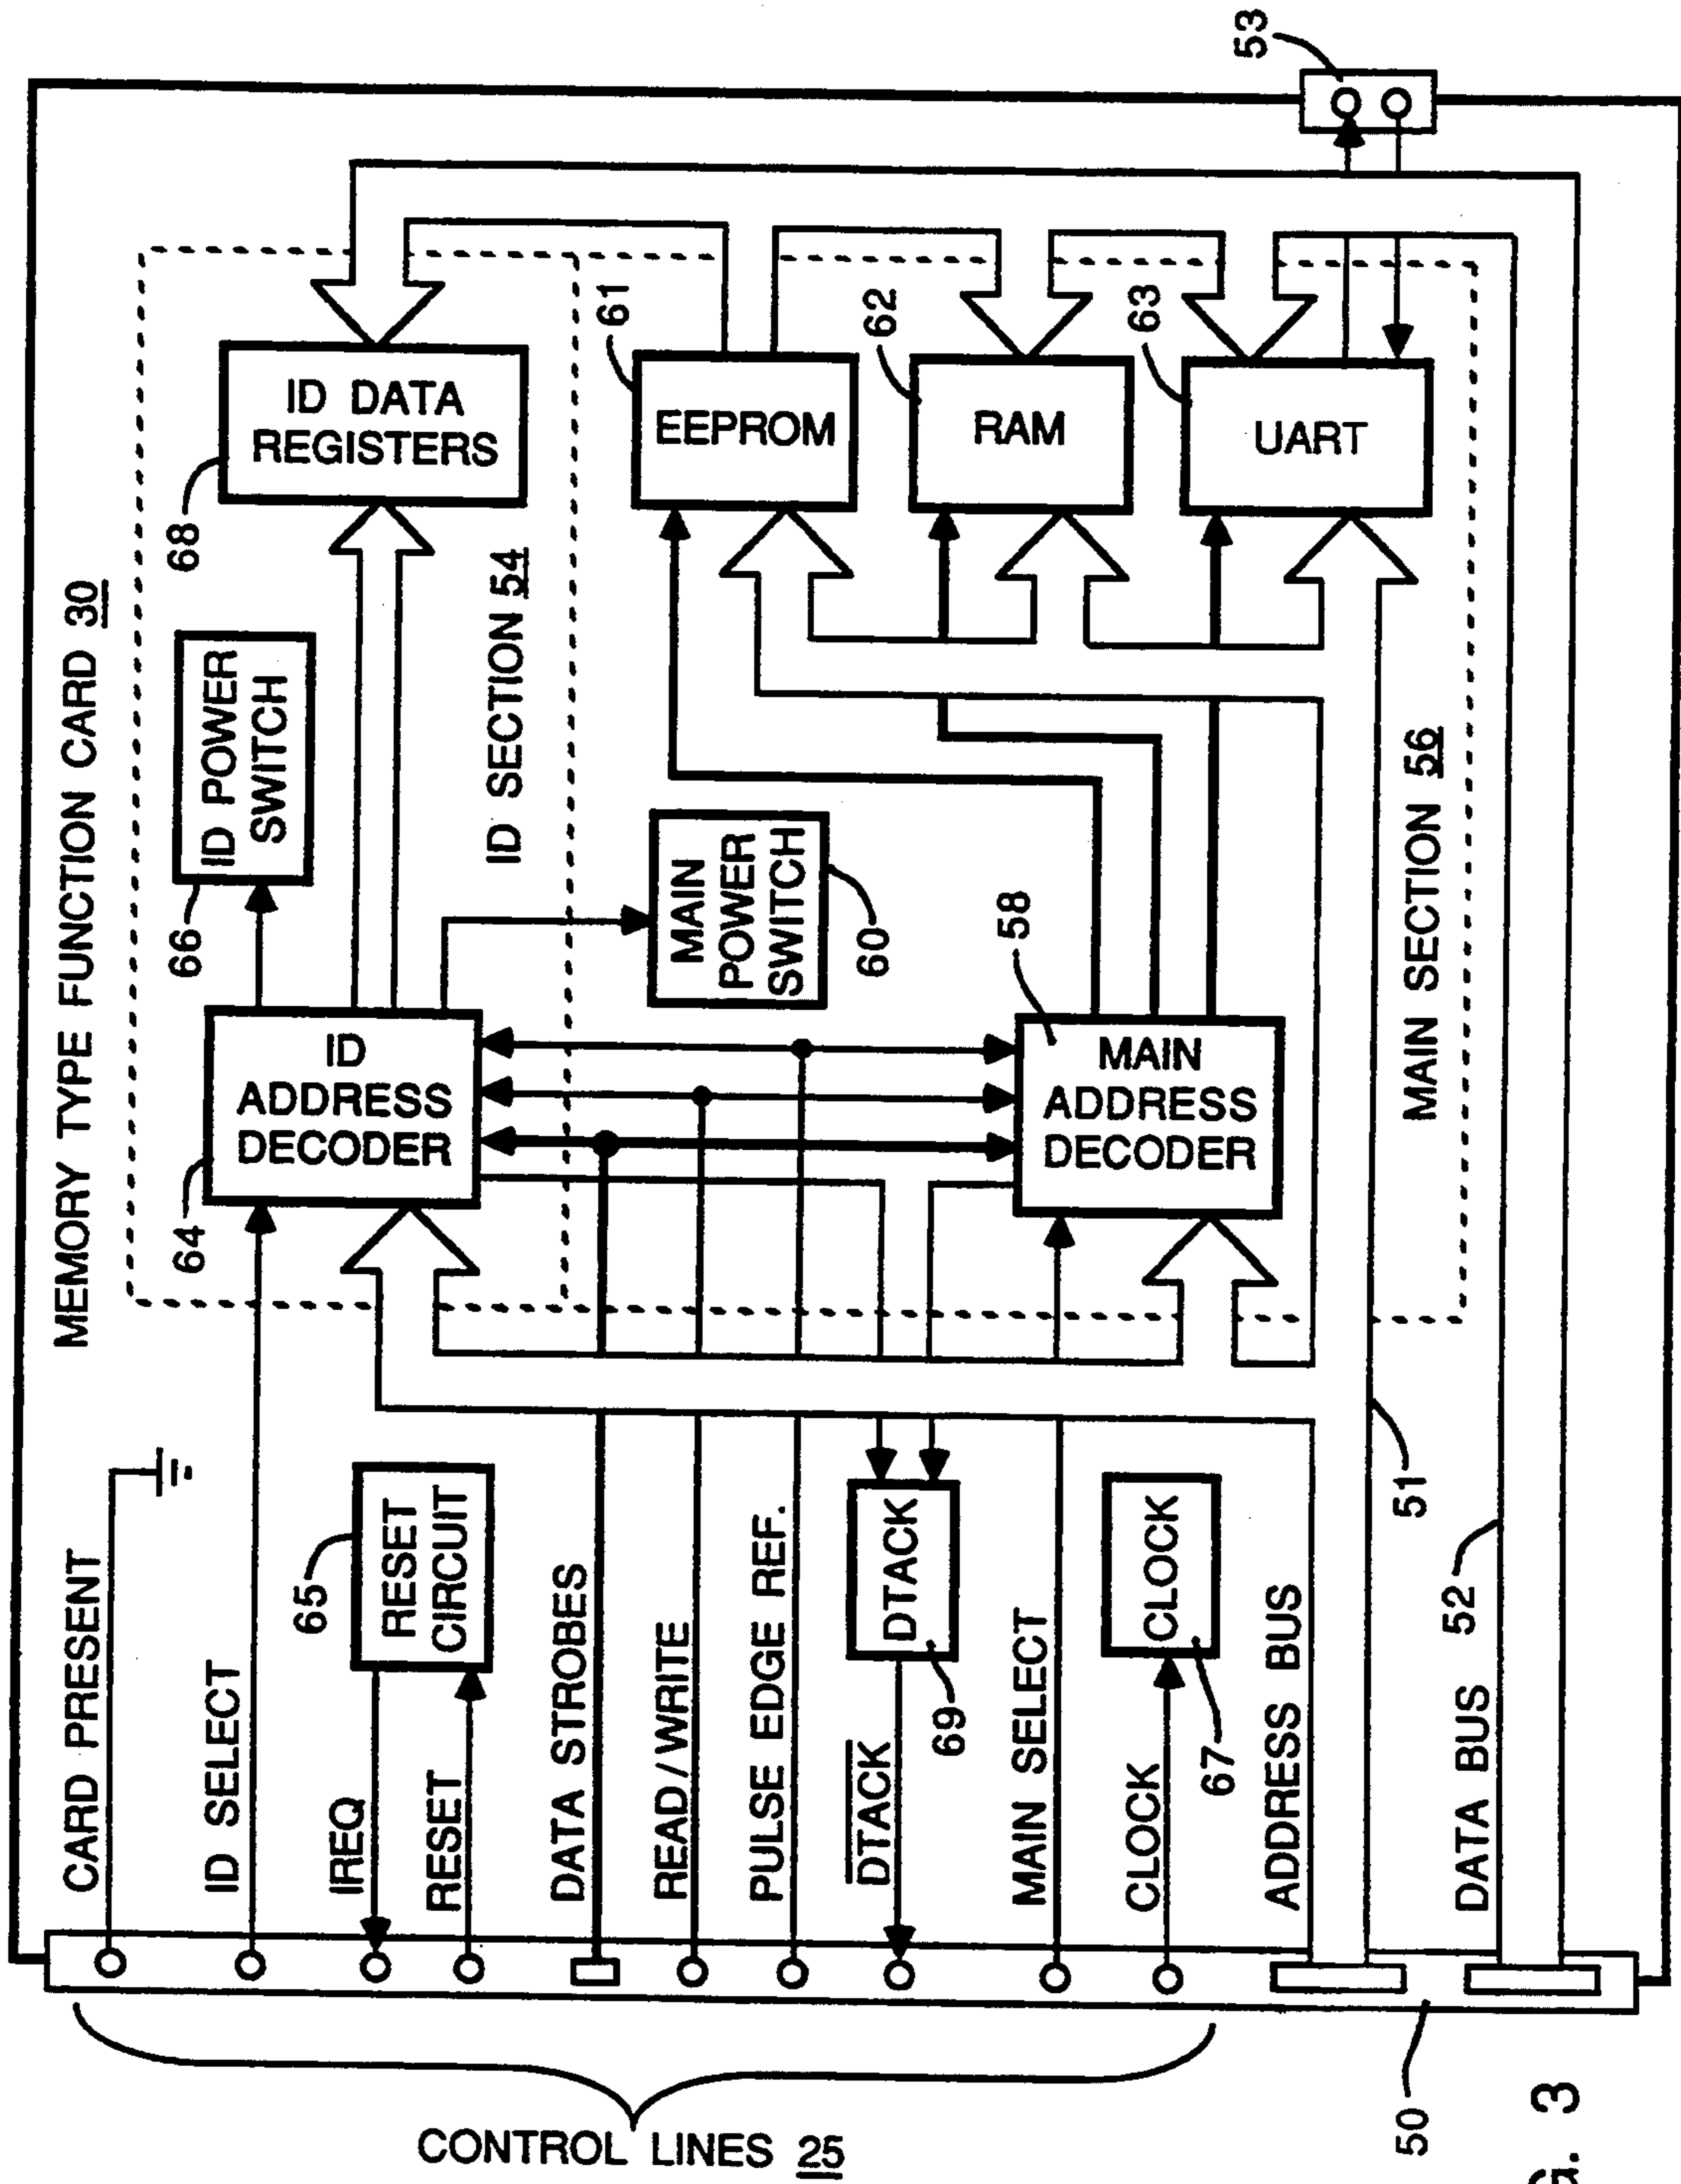 MEMORY TYPE FUNCTION CARD 30
CARD PRESENT
ID SELECT
IREQ
RESET
65
RESET
CIRCUIT
DATA STROBES
READ/WRITE
PULSE EDGE REF.
DTACK
DTACK
69
MAIN SELECT
CLOCK
CLOCK
67
ADDRESS BUS
51
DATA BUS
52
50
CONTROL LINES 25
64
ID
ADDRESS
DECODER
66
ID POWER
SWITCH
68
ID DATA
REGISTERS
ID SECTION 54
MAIN
POWER
SWITCH
60
58
MAIN
ADDRESS
DECODER
61
EEPROM
62
RAM
63
UART
MAIN SECTION 56
53
G. 3